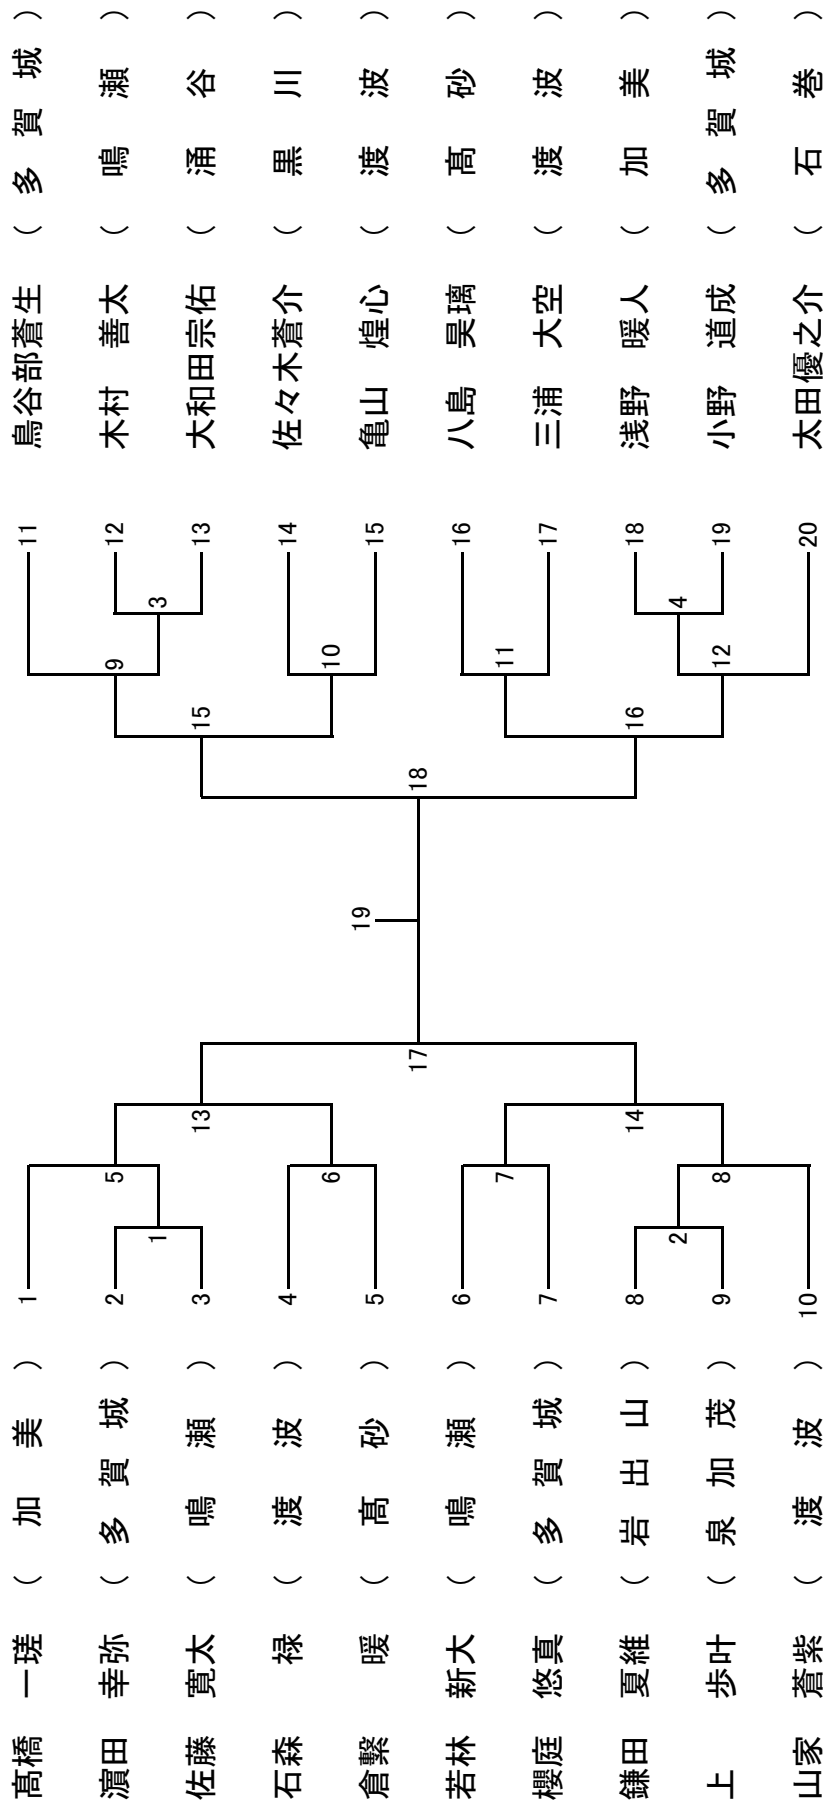 髙橋 一瑳 （ 加 美 ） 1
濵田 幸弥 （ 多 賀 城 ） 2
佐藤 寛太 （ 鳴 瀬 ） 3
石森 禄 （ 渡 波 ） 4
倉繫 暖 （ 髙 砂 ） 5
若林 新大 （ 鳴 瀬 ） 6
櫻庭 悠真 （ 多 賀 城 ） 7
鎌田 夏維 （ 岩 出 山 ） 8
上 歩叶 （ 泉 加 茂 ） 9
山家 蒼紫 （ 渡 波 ） 10
1
2
5
6
7
8
13
14
17
19
18
15
16
9
10
11
12
3
4
11 鳥谷部蒼生 （ 多 賀 城 ）
12 木村 善太 （ 鳴 瀬 ）
13 大和田宗佑 （ 涌 谷 ）
14 佐々木蒼介 （ 黒 川 ）
15 亀山 煌心 （ 渡 波 ）
16 八島 昊璃 （ 髙 砂 ）
17 三浦 大空 （ 渡 波 ）
18 浅野 暖人 （ 加 美 ）
19 小野 道成 （ 多 賀 城 ）
20 太田優之介 （ 石 巻 ）